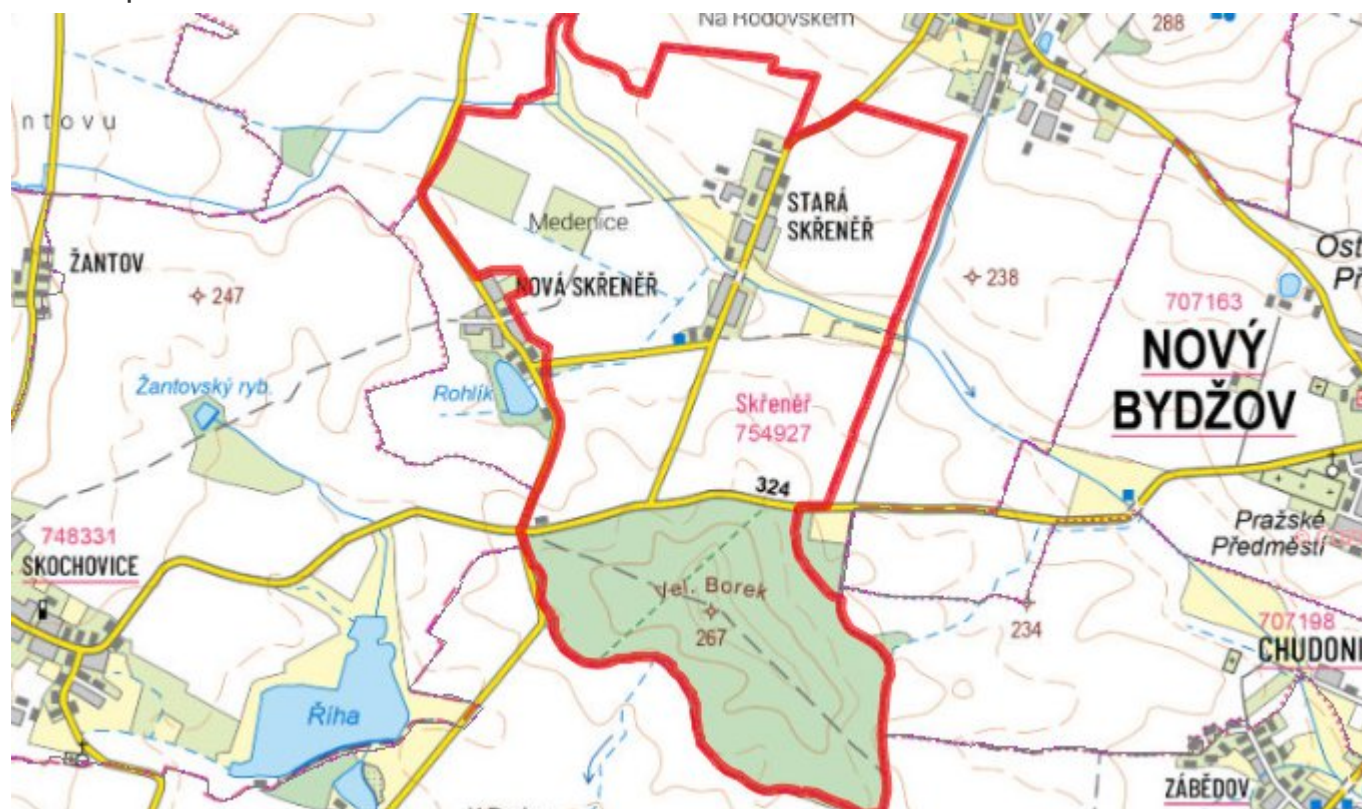 Na Rodovském
288
ntovu
STARÁ
SKŘENĚŘ
Medenice
ŽANTOV
247
NOVÁ SKŘENĚŘ
238
Ost
Př
707163
NOVÝ
BYDŽOV
Žantovský ryb.
Rohlík
Skřeněř
754927
324
748331
SKOCHOVICE
Pražské
Předměstí
Vel. Borek
267
234
707198
CHUDONI
Říha
ZÁBĚDOV